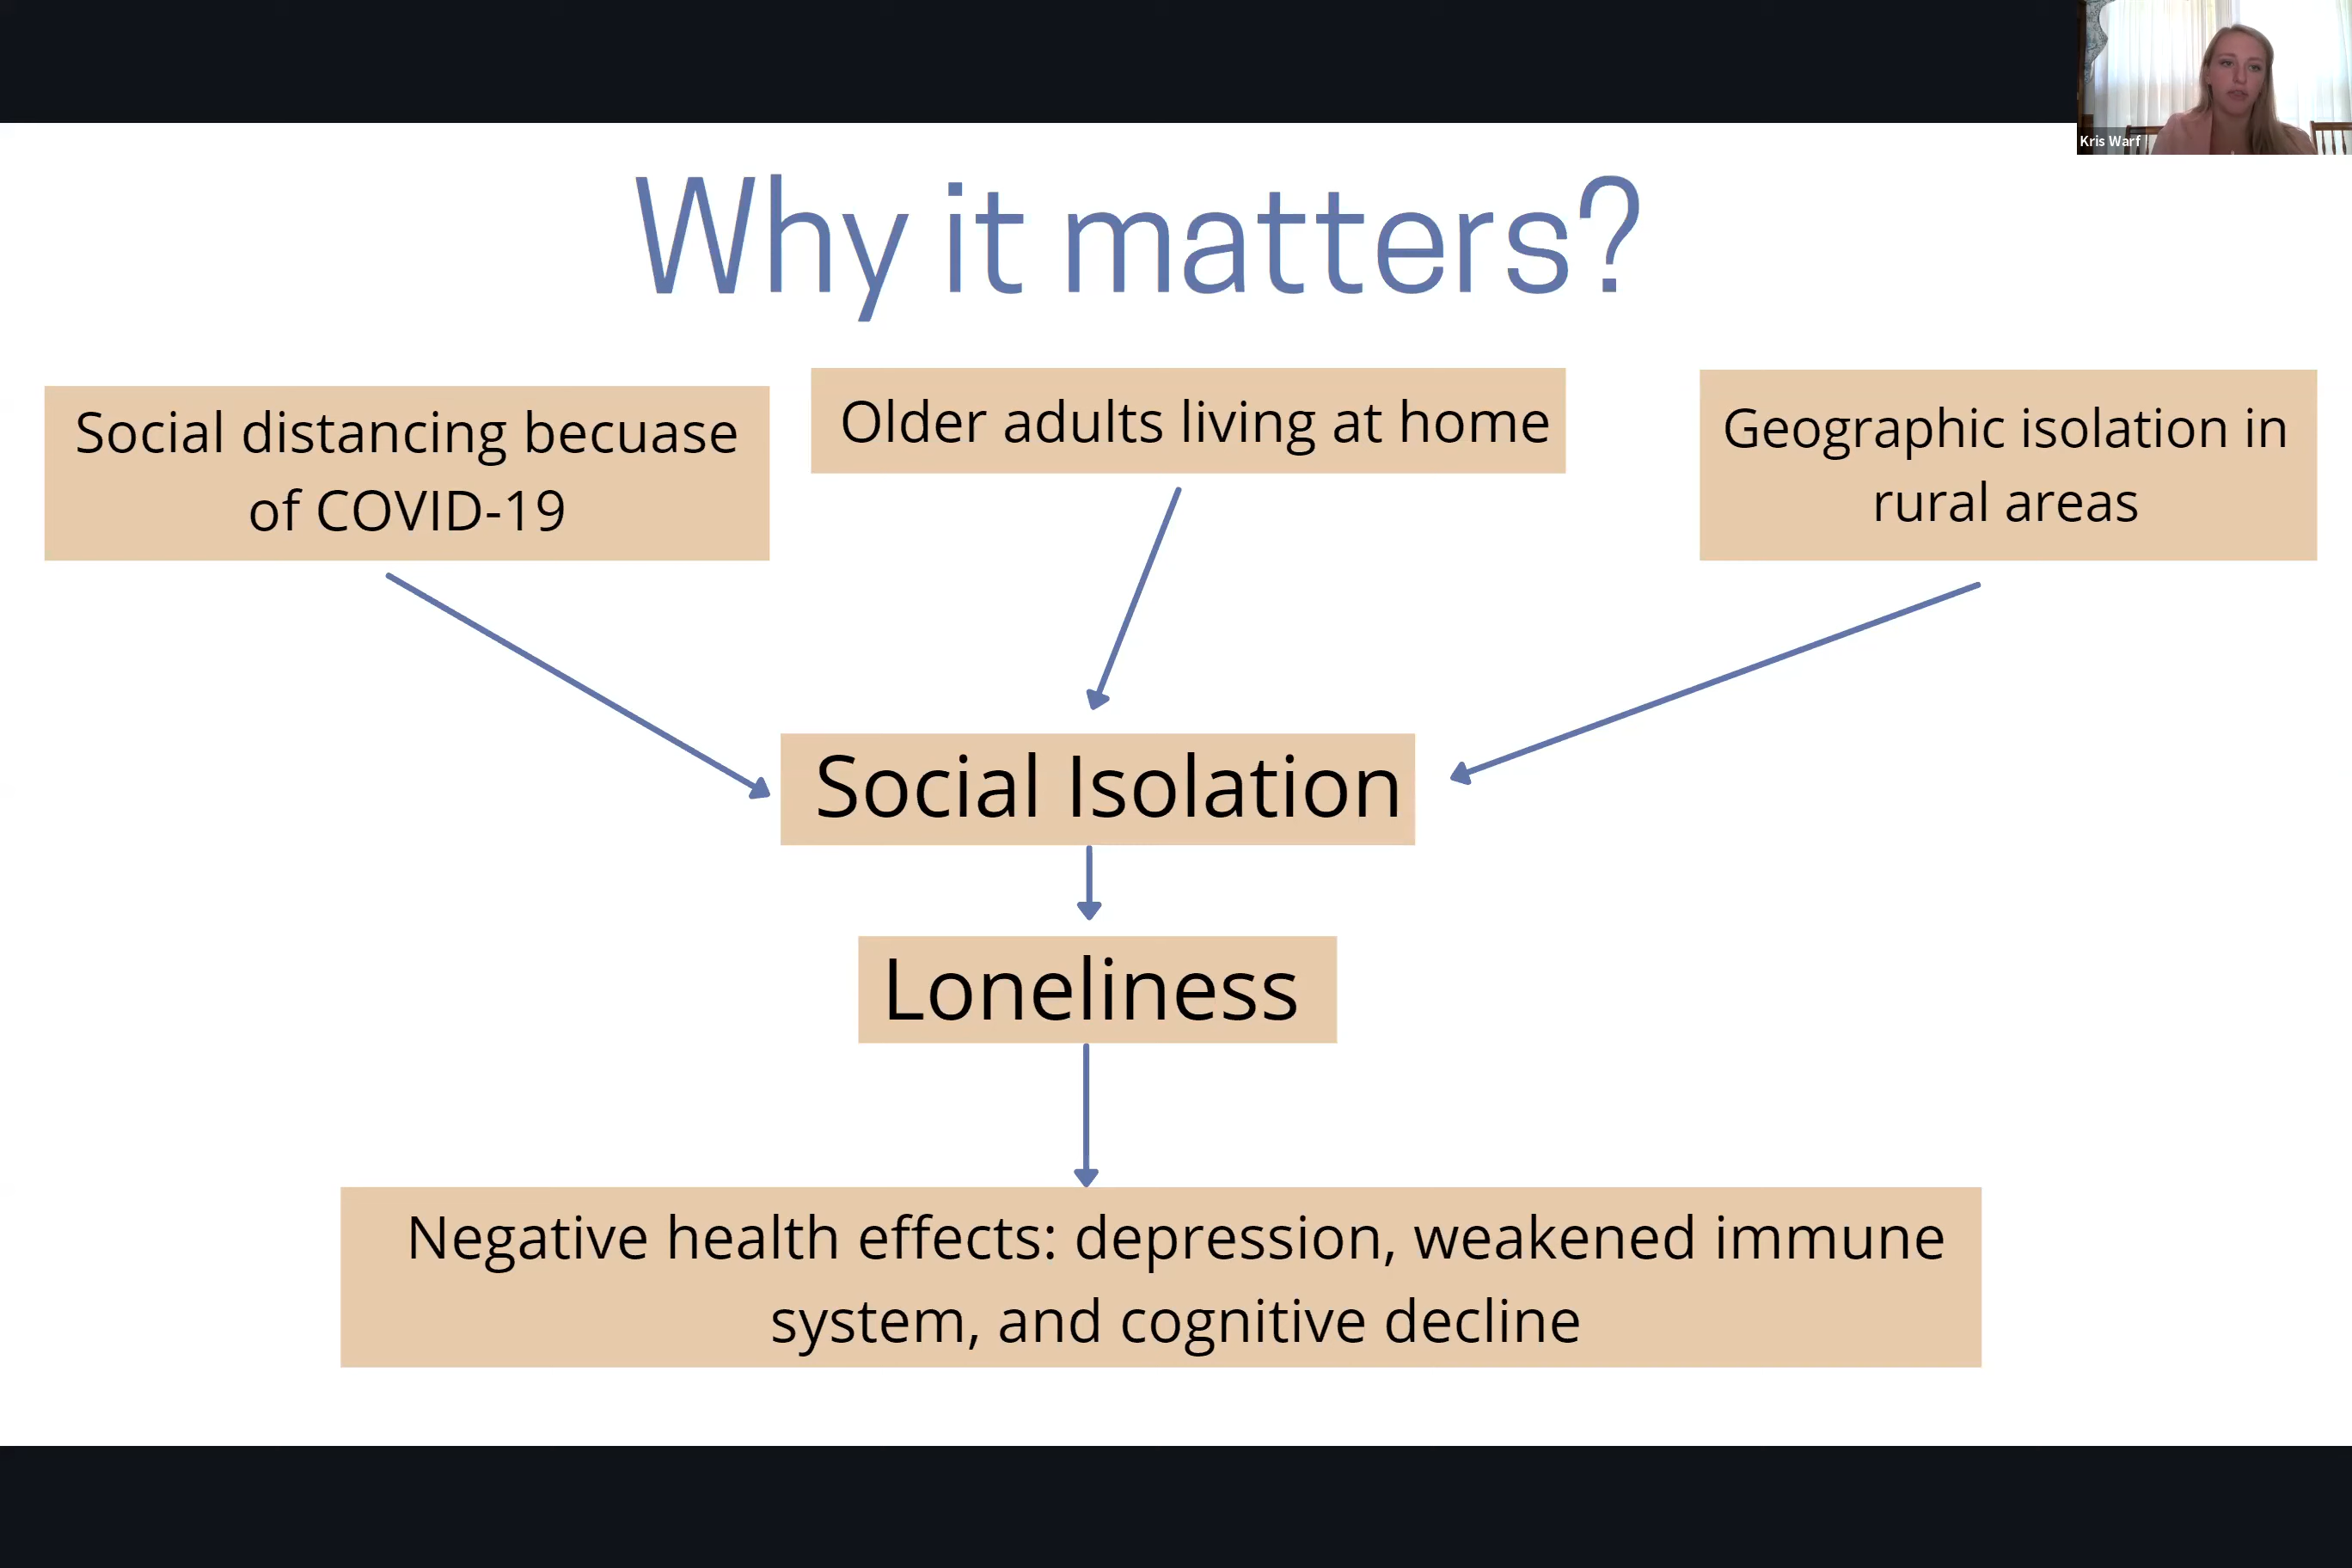 Kris Warf
Why it matters?
Social distancing becuase
of COVID-19
Older adults living at home
Geographic isolation in
rural areas
Social Isolation
Loneliness
Negative health effects: depression, weakened immune
system, and cognitive decline